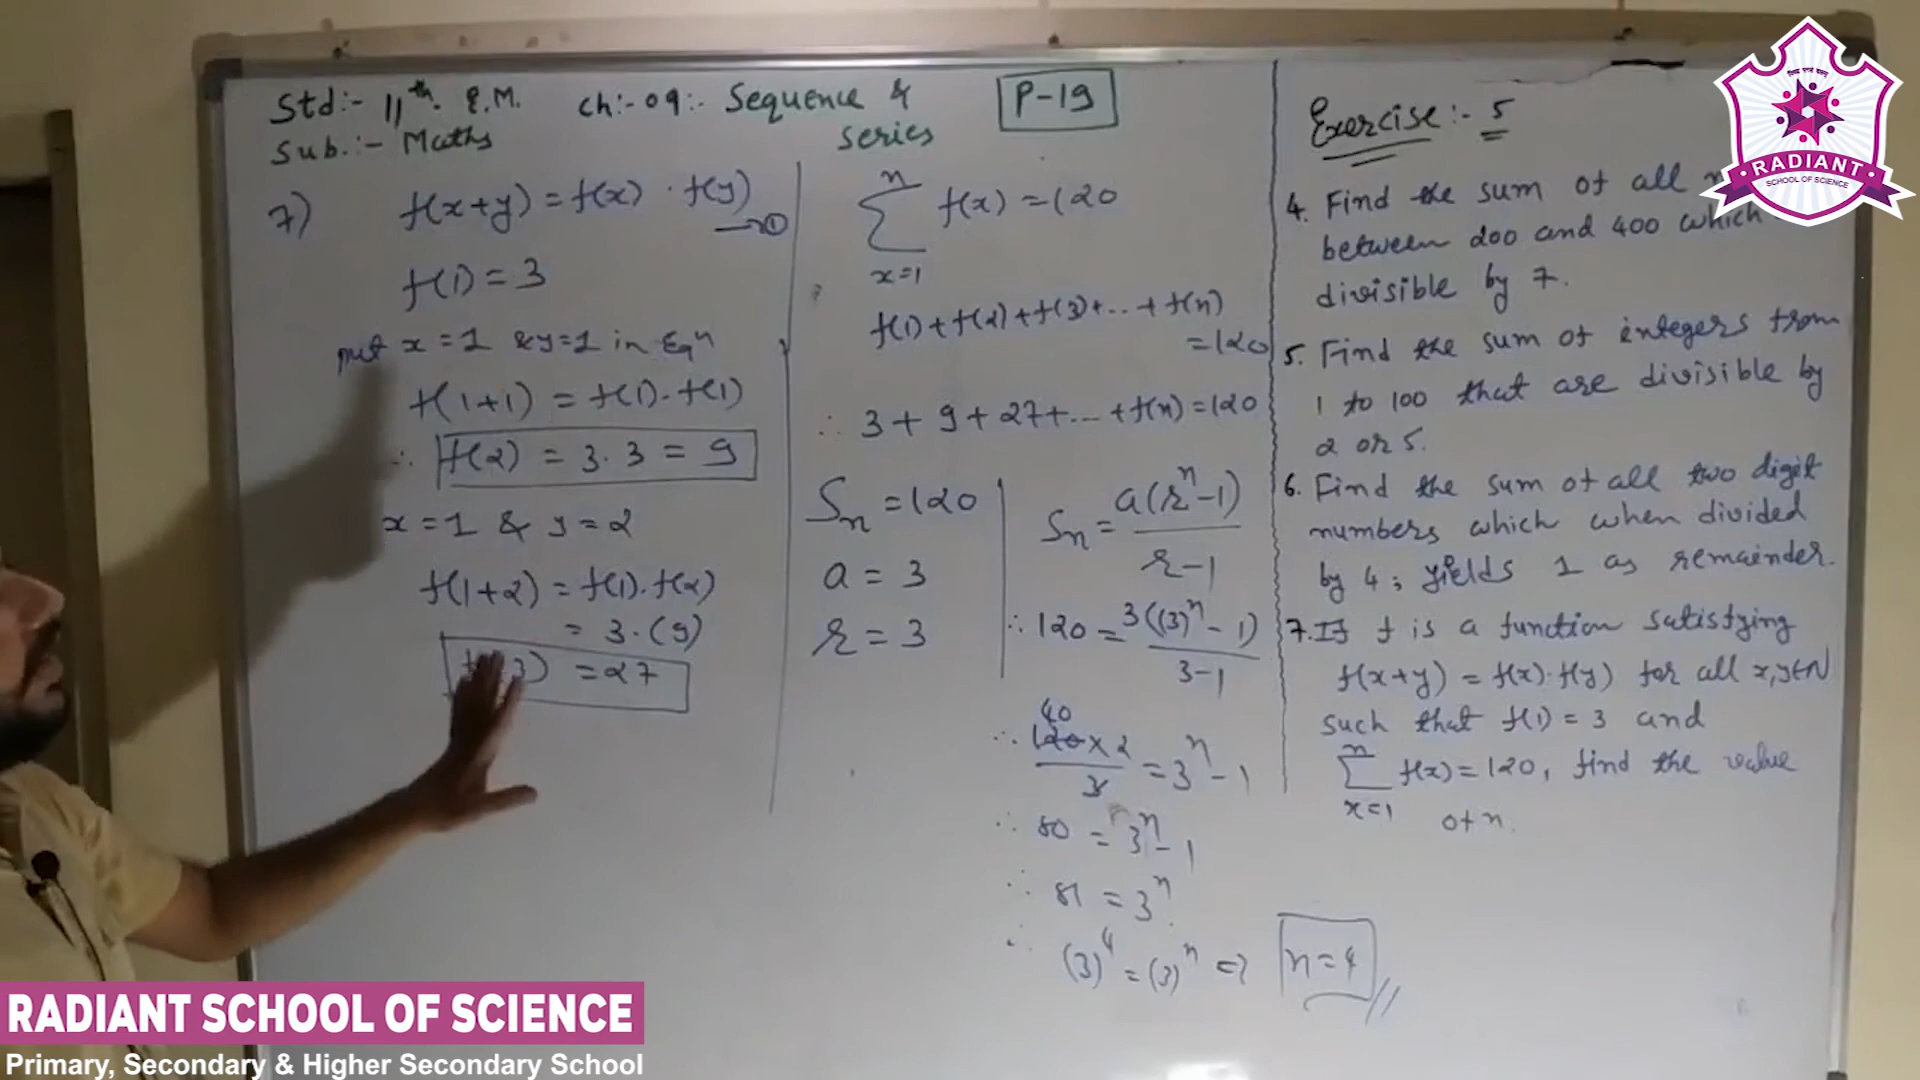 Std:- 11th. E.M.
Sub.:- Maths
ch:- 09:- Sequence &
series
P-19
7)
f(x+y) = f(x) · f(y)
→①
f(1) = 3
put x = 1 & y = 1 in Eqn
f(1+1) = f(1). f(1)
∴ f(2) = 3. 3 = 9
x = 1 & y = 2
f(1+2) = f(1). f(2)
= 3. (9)
3) = 27
n
∑ f(x) = 120
x=1
f(1) + f(2) + f(3) + ... + f(n)
= 120
∴ 3 + 9 + 27 + ... + f(n) = 120
Sn = 120
a = 3
r = 3
Sn = a(r^n - 1)
r - 1
∴ 120 = 3((3)^n - 1)
3 - 1
40
∴ 120 x 2
3
= 3^n - 1
∴ 80 = 3^n - 1
∴ 81 = 3^n
∴ (3)^4 = (3)^n ⇒ n = 4
Exercise :- 5
4. Find the sum of all
between 200 and 400 which
divisible by 7.
5. Find the sum of integers from
1 to 100 that are divisible by
2 or 5.
6. Find the sum of all two digit
numbers which when divided
by 4, yields 1 as remainder.
7. If f is a function satisfying
f(x+y) = f(x). f(y) for all x,y∈N
such that f(1) = 3 and
n
∑ f(x) = 120, find the value
x=1
of n.
RADIANT
SCHOOL OF SCIENCE
RADIANT SCHOOL OF SCIENCE
Primary, Secondary & Higher Secondary School